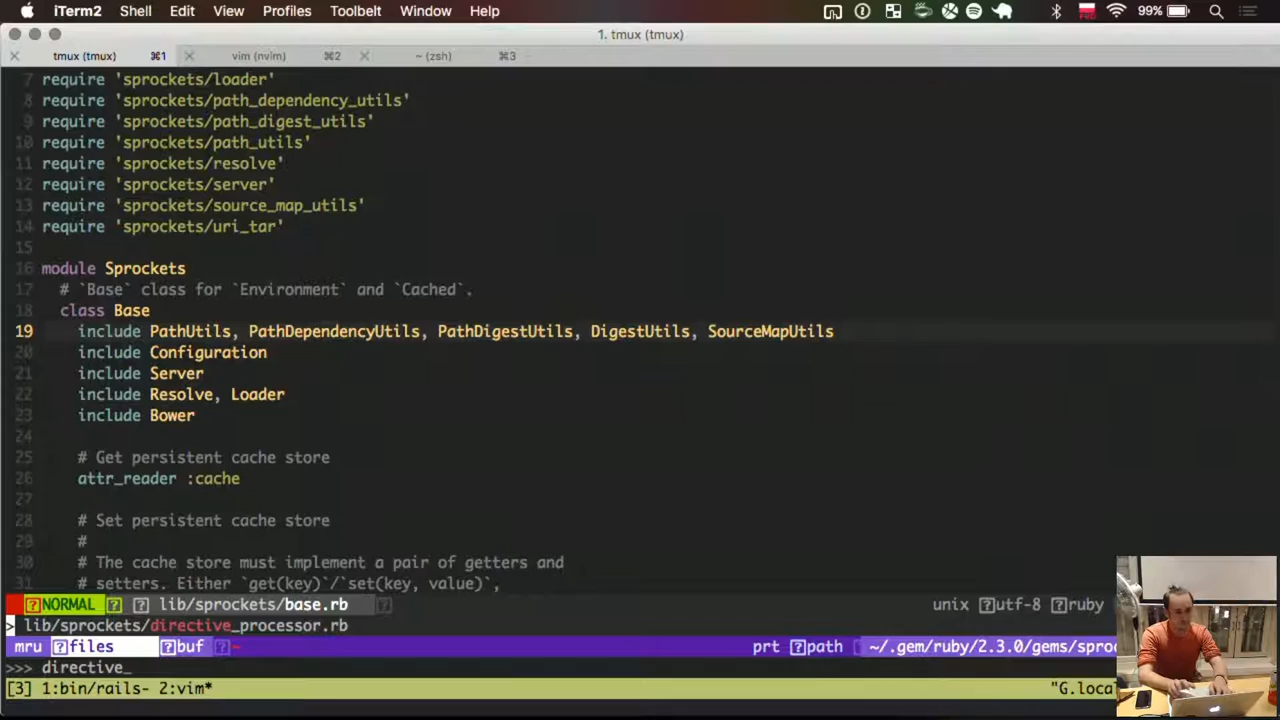 iTerm2 Shell Edit View Profiles Toolbelt Window Help 99%
1. tmux (tmux)
tmux (tmux) ⌘1 vim (nvim) ⌘2 ~ (zsh) ⌘3
7 require 'sprockets/loader'
8 require 'sprockets/path_dependency_utils'
9 require 'sprockets/path_digest_utils'
10 require 'sprockets/path_utils'
11 require 'sprockets/resolve'
12 require 'sprockets/server'
13 require 'sprockets/source_map_utils'
14 require 'sprockets/uri_tar'
15
16 module Sprockets
17 # `Base` class for `Environment` and `Cached`.
18 class Base
19 include PathUtils, PathDependencyUtils, PathDigestUtils, DigestUtils, SourceMapUtils
20 include Configuration
21 include Server
22 include Resolve, Loader
23 include Bower
24
25 # Get persistent cache store
26 attr_reader :cache
27
28 # Set persistent cache store
29 #
30 # The cache store must implement a pair of getters and
31 # setters. Either `get(key)`/`set(key, value)`,
NORMAL lib/sprockets/base.rb unix utf-8 ruby
> lib/sprockets/directive_processor.rb
mru files buf - prt path ~/.gem/ruby/2.3.0/gems/spro
>>> directive_
[3] 1:bin/rails- 2:vim* "G.loca